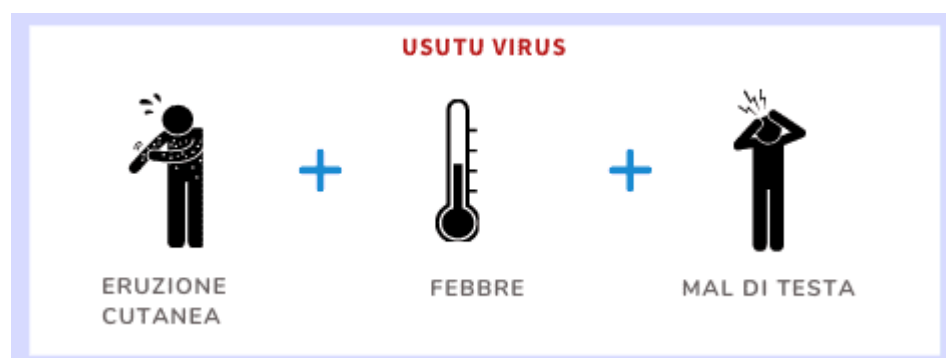 USUTU VIRUS
ERUZIONE
CUTANEA
FEBBRE
MAL DI TESTA